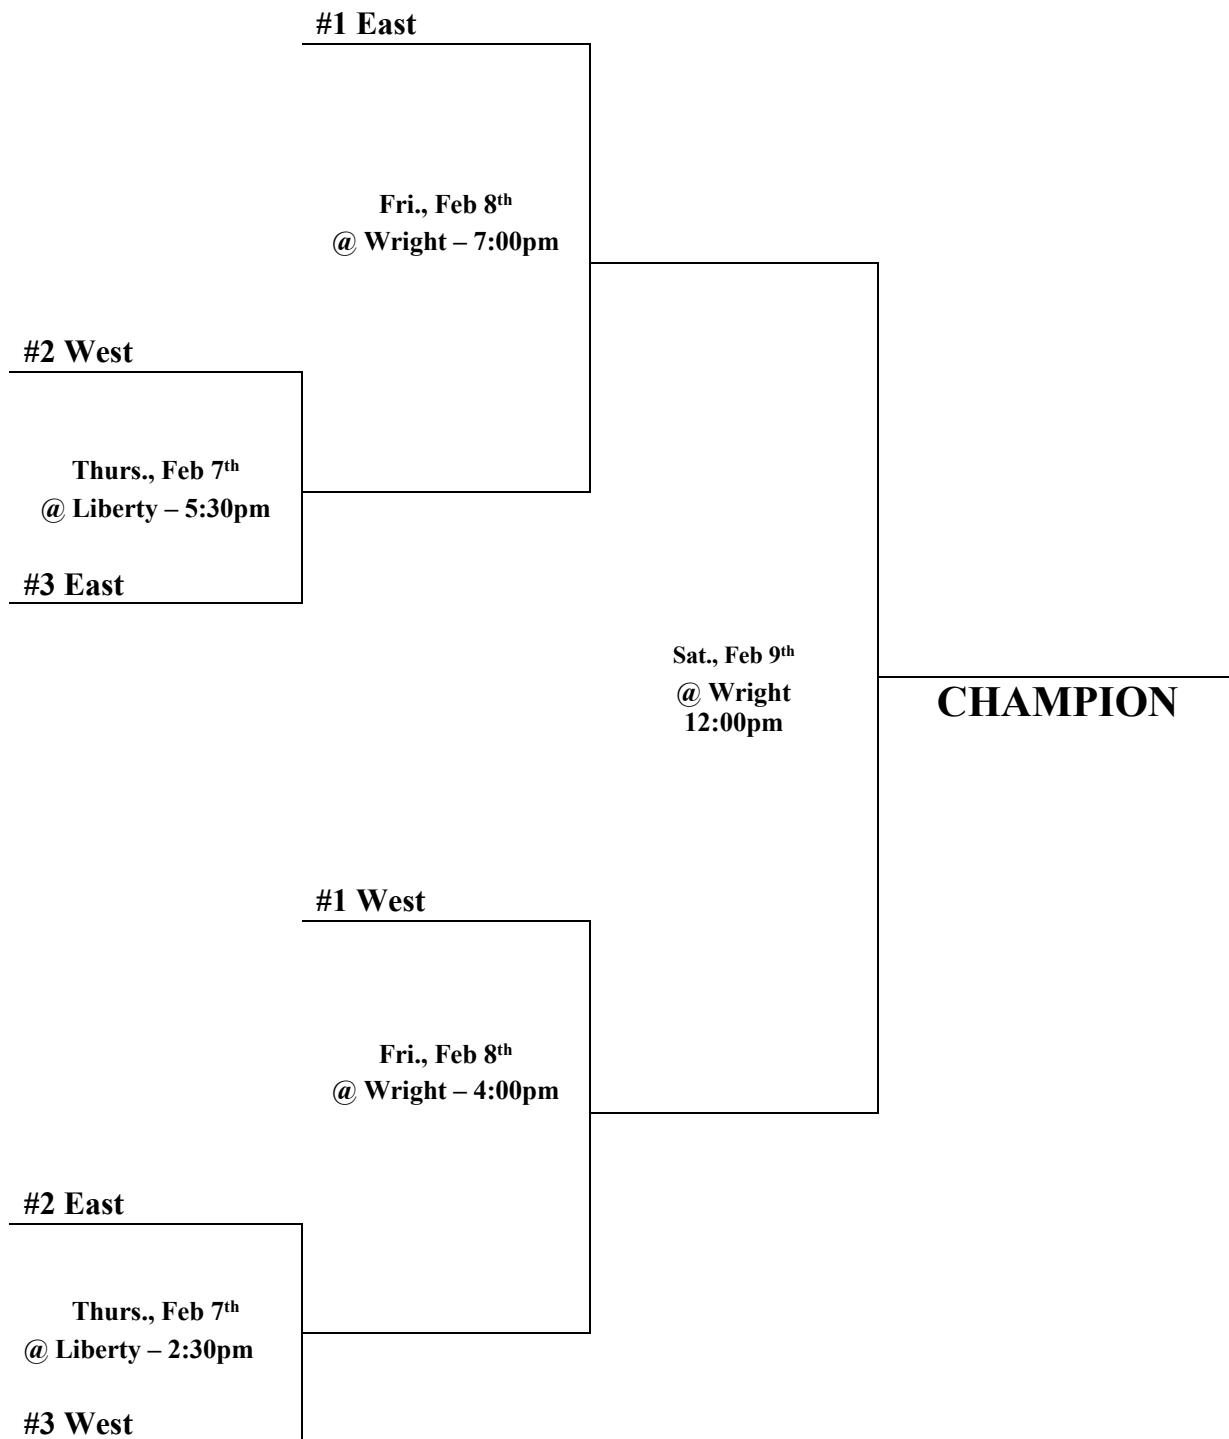 #1 East
Fri., Feb 8th
@ Wright – 7:00pm
#2 West
Thurs., Feb 7th
@ Liberty – 5:30pm
#3 East
Sat., Feb 9th
@ Wright
12:00pm
CHAMPION
#1 West
Fri., Feb 8th
@ Wright – 4:00pm
#2 East
Thurs., Feb 7th
@ Liberty – 2:30pm
#3 West